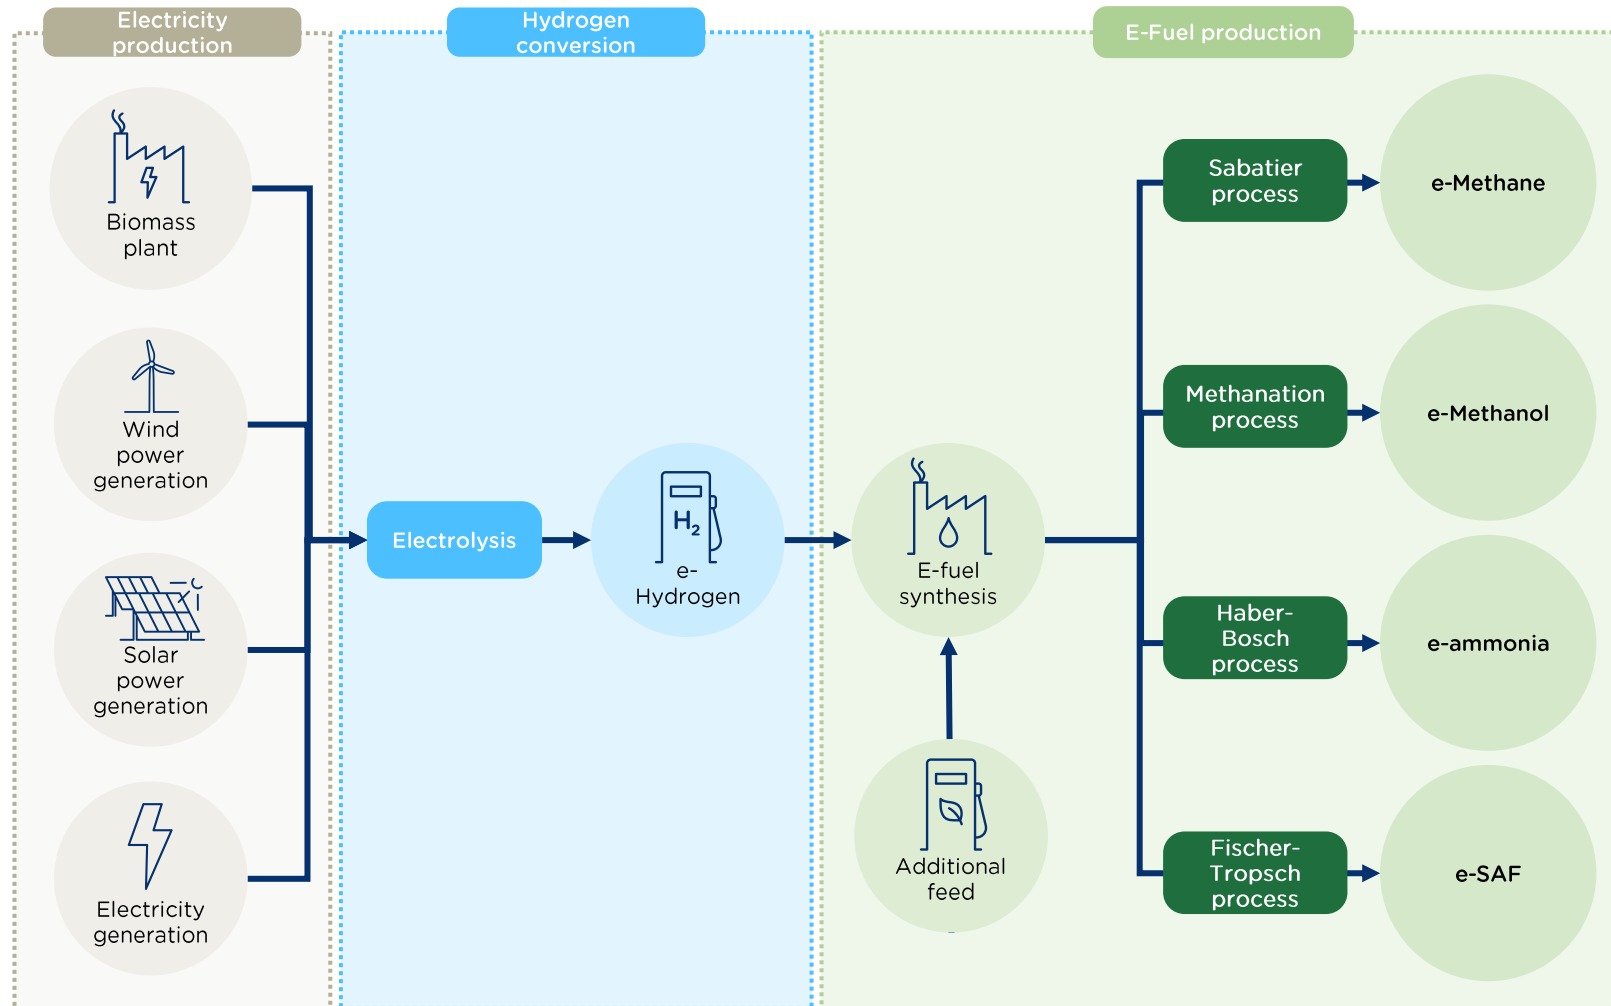 Electricity
production
Hydrogen
conversion
E-Fuel production
Biomass
plant
Wind
power
generation
Solar
power
generation
Electricity
generation
Electrolysis
H₂
e-
Hydrogen
E-fuel
synthesis
Additional
feed
Sabatier
process
e-Methane
Methanation
process
e-Methanol
Haber-
Bosch
process
e-ammonia
Fischer-
Tropsch
process
e-SAF